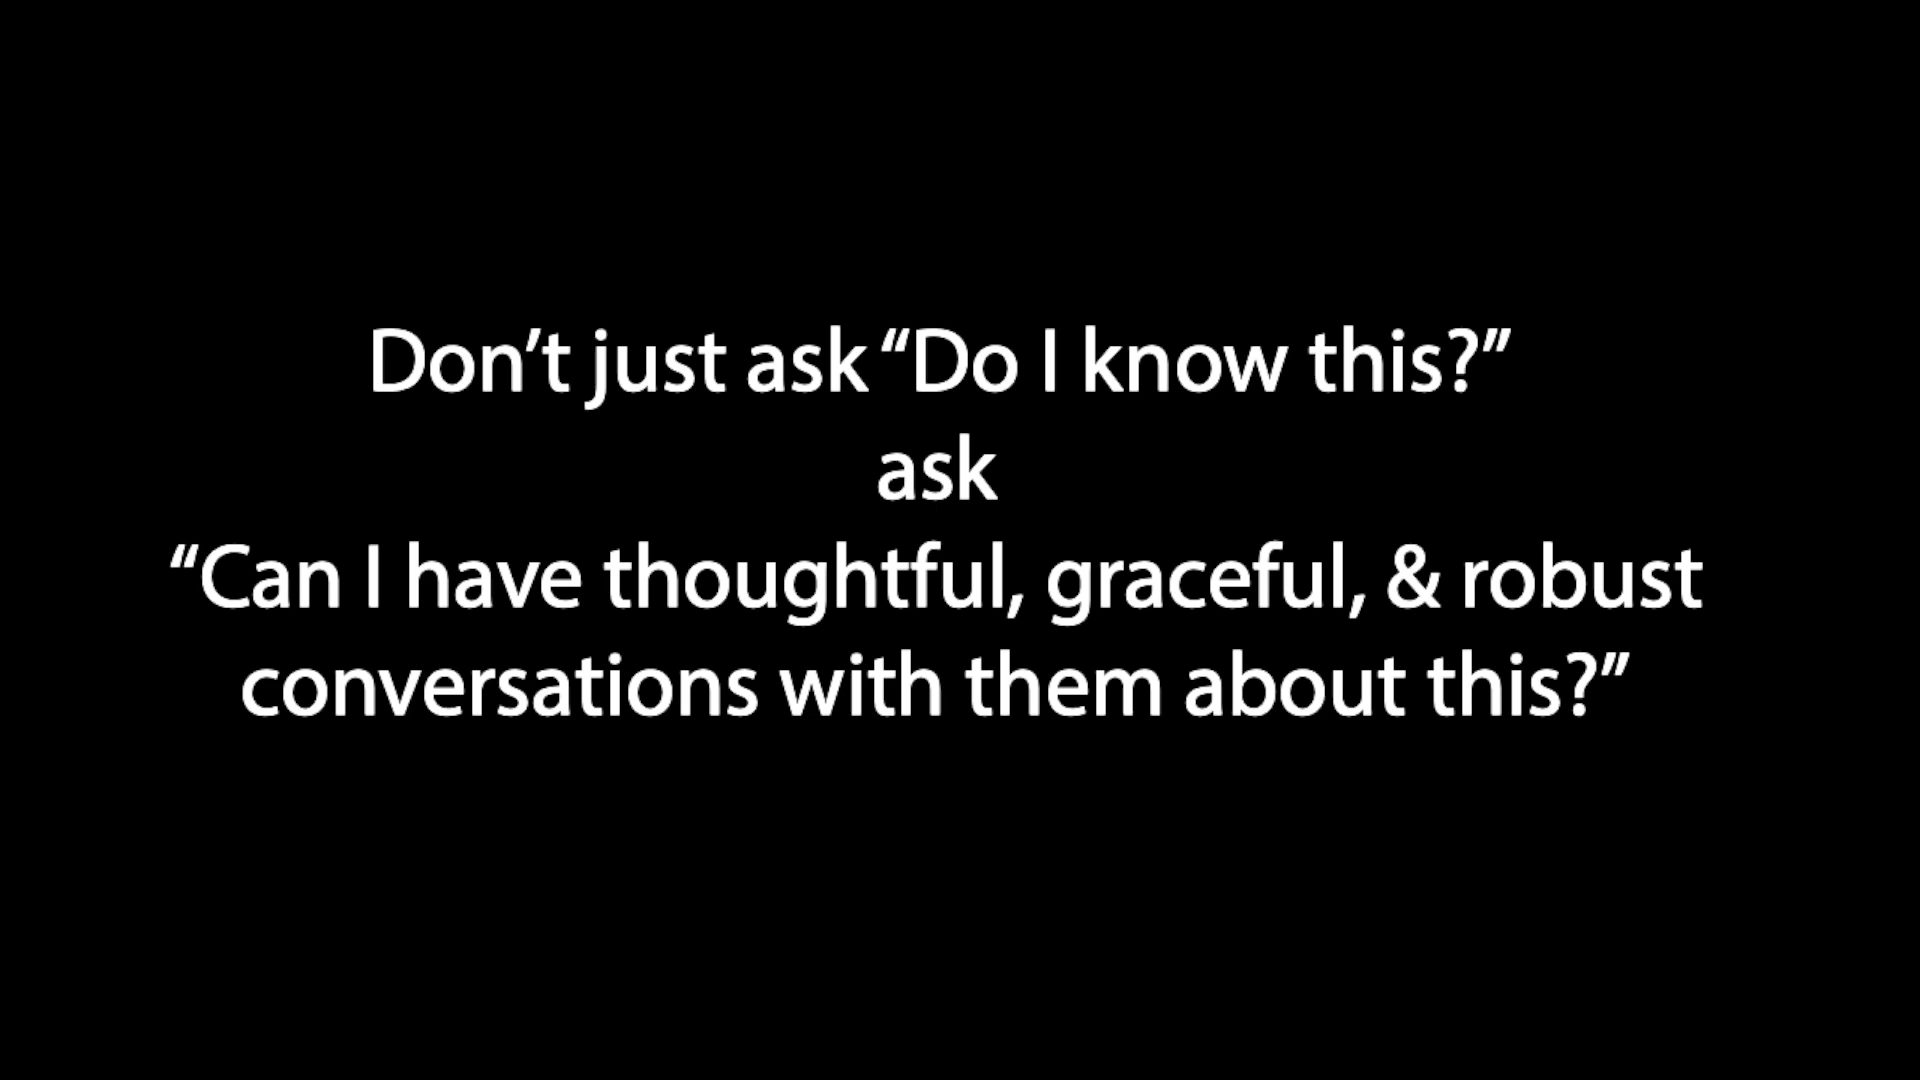 Don’t just ask “Do I know this?”
ask
“Can I have thoughtful, graceful, & robust
conversations with them about this?”